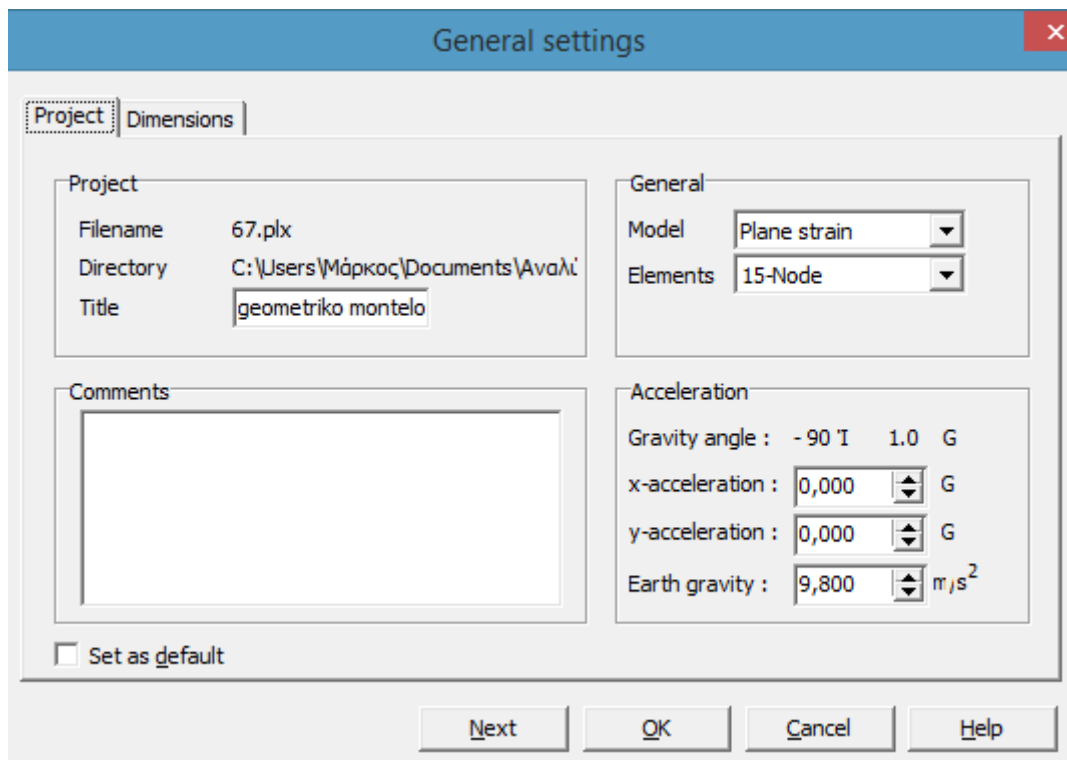 General settings
Project Dimensions
Project
Filename 67.plx
Directory C:\Users\Μάρκος\Documents\Αναλύ
Title geometriko montelo
General
Model Plane strain
Elements 15-Node
Comments
Acceleration
Gravity angle : - 90 'I 1.0 G
x-acceleration : 0,000 G
y-acceleration : 0,000 G
Earth gravity : 9,800 m/s²
Set as default
Next OK Cancel Help